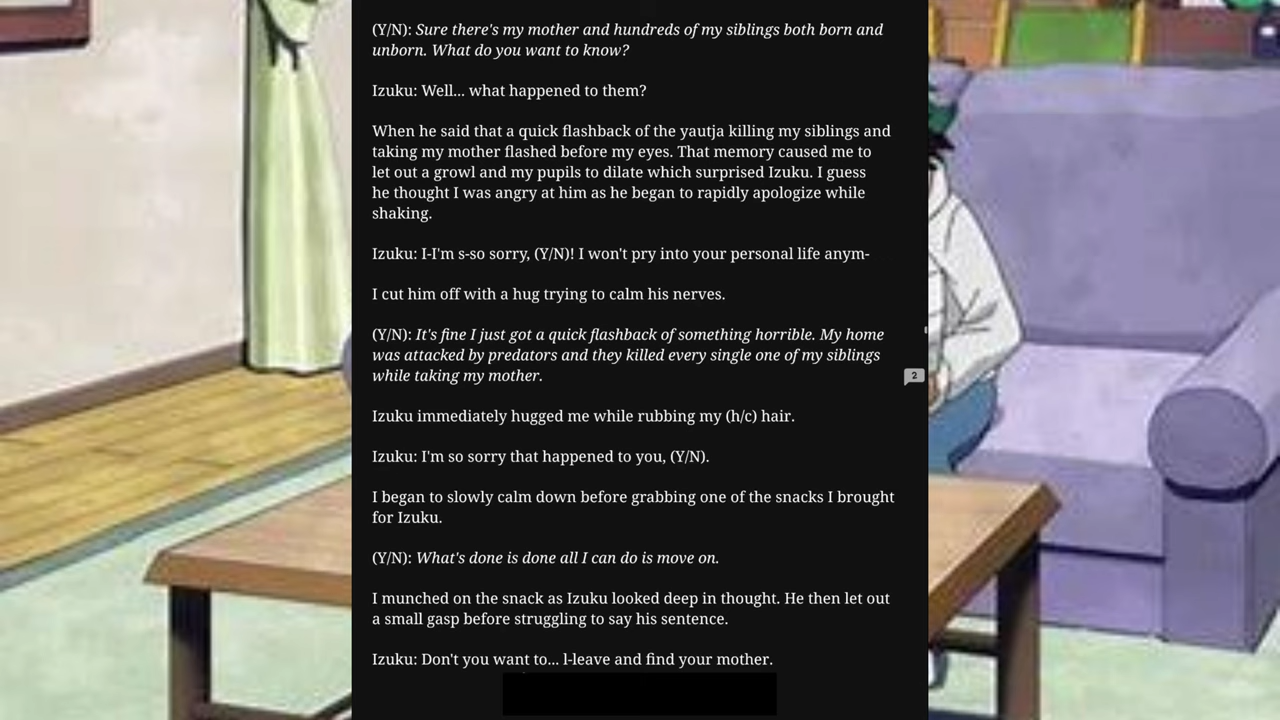 (Y/N): Sure there's my mother and hundreds of my siblings both born and
unborn. What do you want to know?
Izuku: Well... what happened to them?
When he said that a quick flashback of the yautja killing my siblings and
taking my mother flashed before my eyes. That memory caused me to
let out a growl and my pupils to dilate which surprised Izuku. I guess
he thought I was angry at him as he began to rapidly apologize while
shaking.
Izuku: I-I'm s-so sorry, (Y/N)! I won't pry into your personal life anym-
I cut him off with a hug trying to calm his nerves.
(Y/N): It's fine I just got a quick flashback of something horrible. My home
was attacked by predators and they killed every single one of my siblings
while taking my mother.
2
Izuku immediately hugged me while rubbing my (h/c) hair.
Izuku: I'm so sorry that happened to you, (Y/N).
I began to slowly calm down before grabbing one of the snacks I brought
for Izuku.
(Y/N): What's done is done all I can do is move on.
I munched on the snack as Izuku looked deep in thought. He then let out
a small gasp before struggling to say his sentence.
Izuku: Don't you want to... l-leave and find your mother.